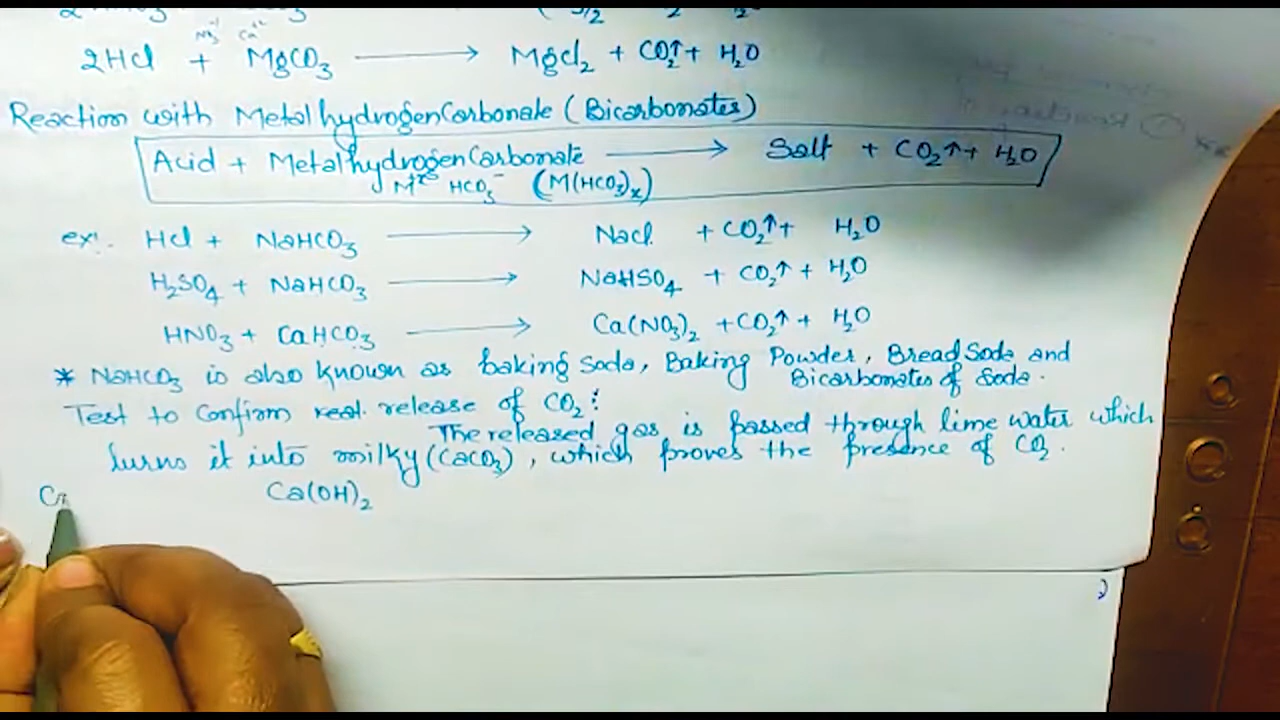 2HCl + MgCO3 → MgCl2 + CO2↑ + H2O
Reaction with Metal hydrogen Carbonate (Bicarbonates)
Acid + Metal hydrogen Carbonate → Salt + CO2↑ + H2O
HCO3- (M(HCO3)x)
ex:. HCl + NaHCO3 → NaCl. + CO2↑ + H2O
H2SO4 + NaHCO3 → NaHSO4 + CO2↑ + H2O
HNO3 + CaHCO3 → Ca(NO3)2 + CO2↑ + H2O
* NaHCO3 is also known as baking Soda, Baking Powder, Bread Soda and
Bicarbonates of Soda.
Test to Confirm release of CO2:
The released gas is passed through lime water which
turns it into milky (CaCO3), which proves the presence of CO2.
Ca(OH)2